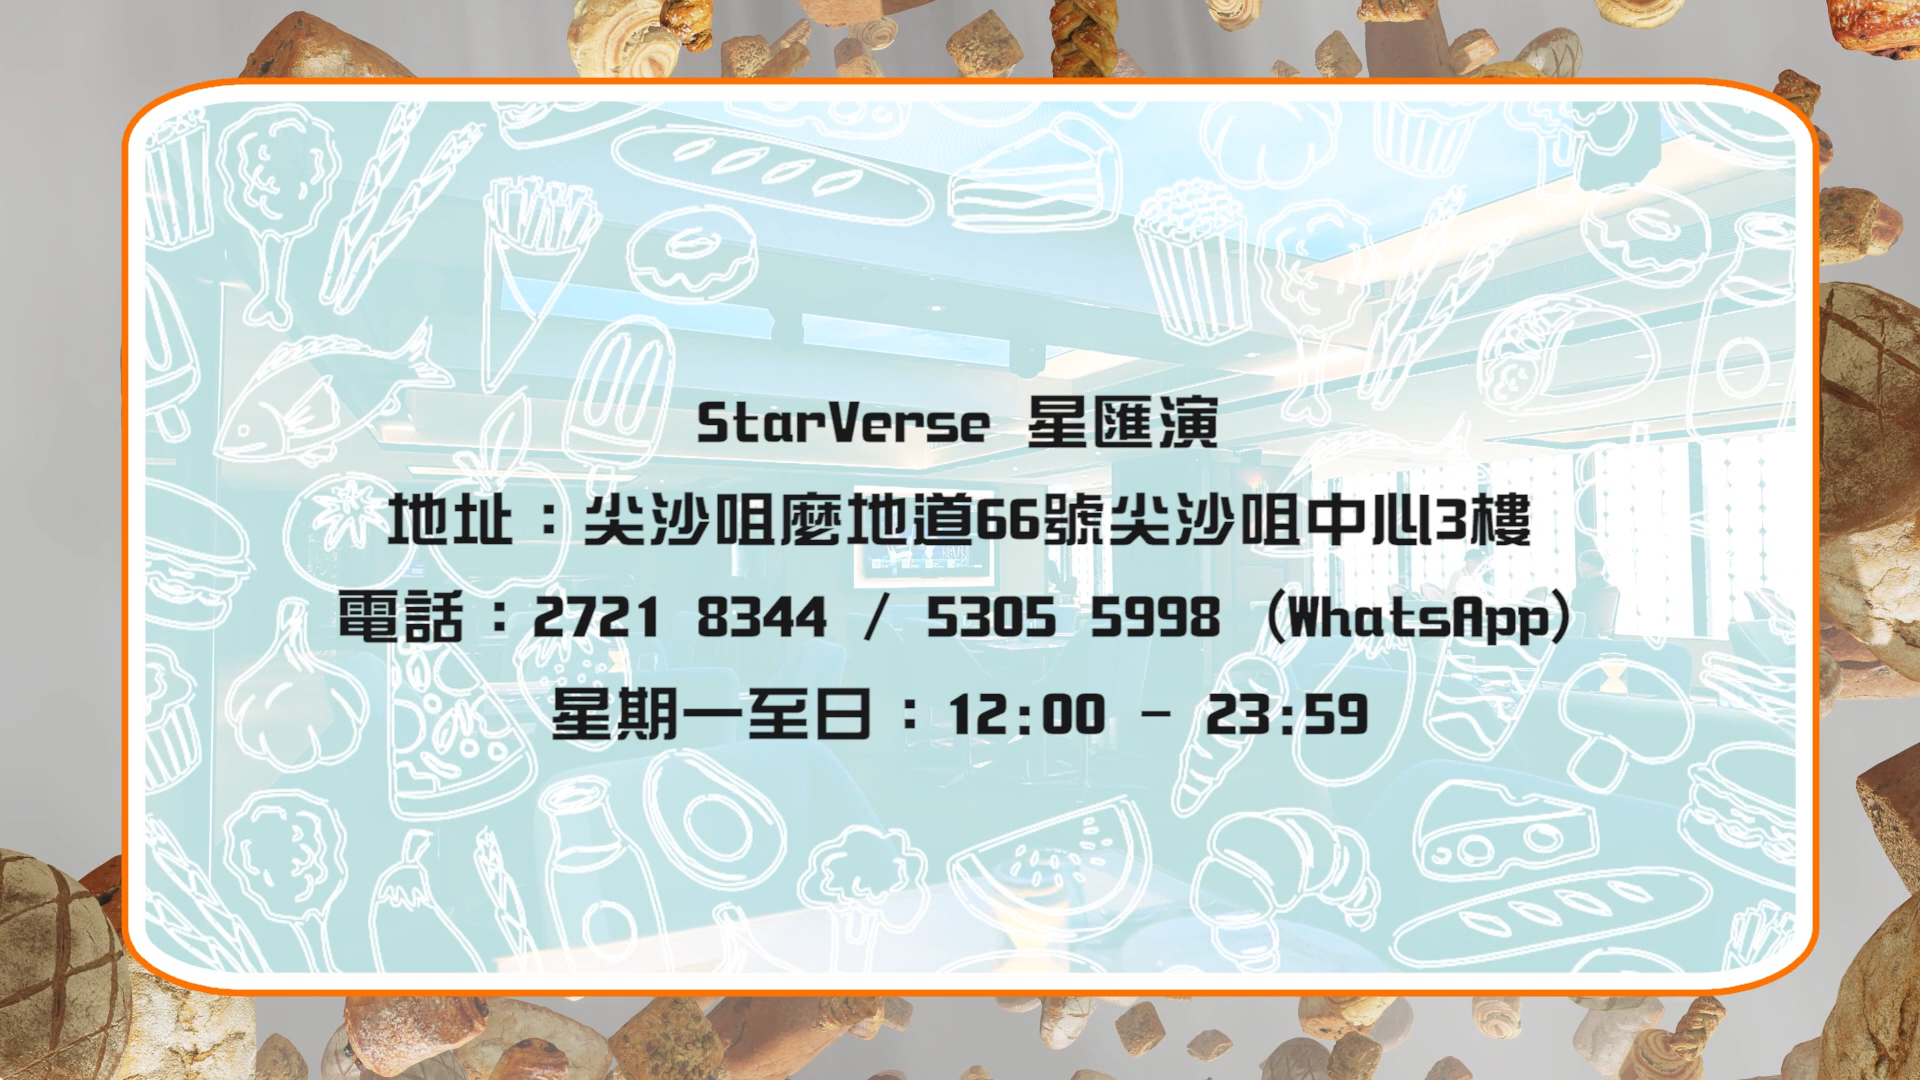 StarVerse 星匯演
地址：尖沙咀麼地道66號尖沙咀中心3樓
電話：2721 8344 / 5305 5998 (WhatsApp)
星期一至日：12:00 - 23:59